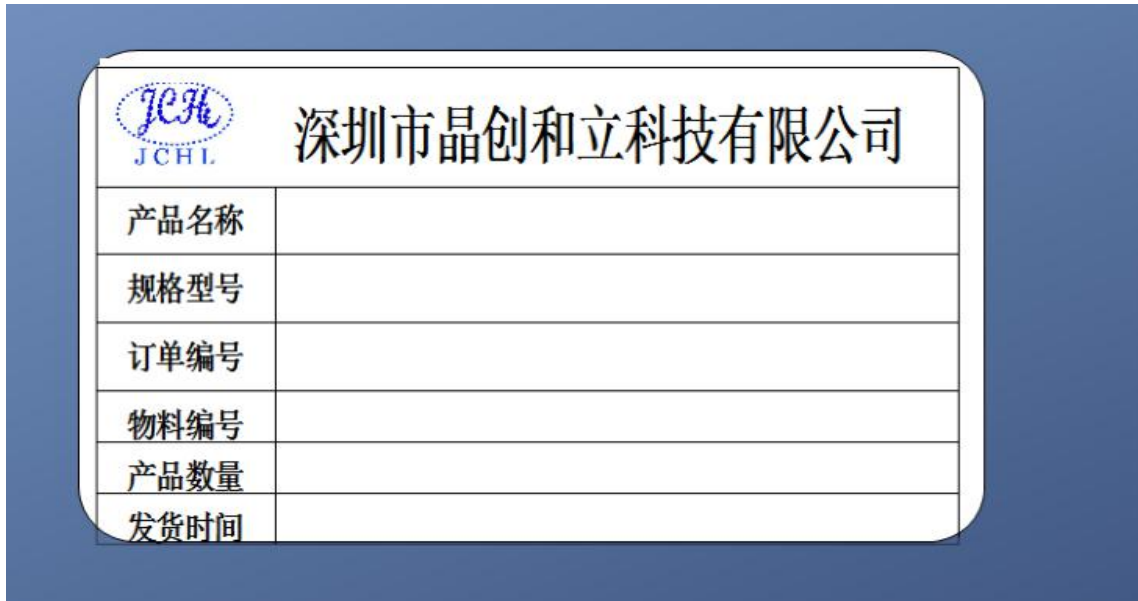 JCHL
JCHL
深圳市晶创和立科技有限公司
产品名称
规格型号
订单编号
物料编号
产品数量
发货时间